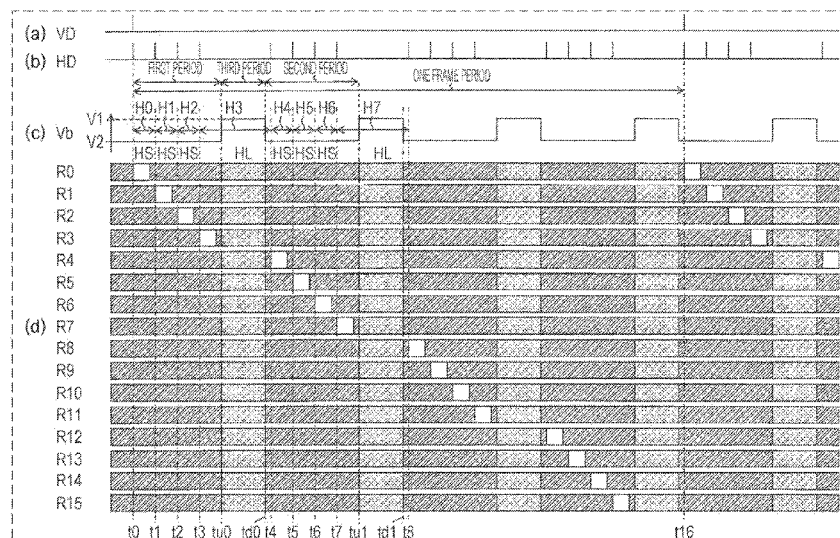 (a) VD
(b) HD
FIRST PERIOD THIRD PERIOD SECOND PERIOD
ONE FRAME PERIOD
H0 H1 H2 H3 H4 H5 H6 H7
V1
(c) Vb
V2
HS HS HS HL HS HS HS HL
R0
R1
R2
R3
R4
R5
R6
(d) R7
R8
R9
R10
R11
R12
R13
R14
R15
t0 t1 t2 t3 tu0 td0 t4 t5 t6 t7 tu1 td1 t8 t16